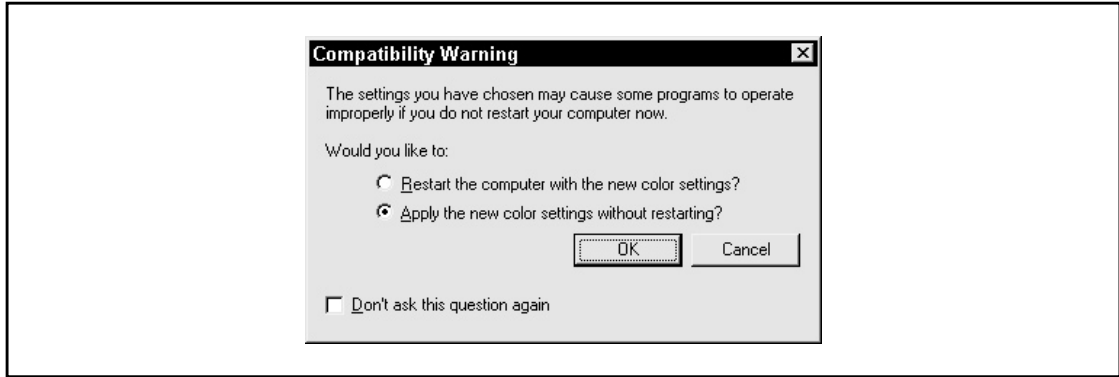 Compatibility Warning
The settings you have chosen may cause some programs to operate
improperly if you do not restart your computer now.
Would you like to:
Restart the computer with the new color settings?
Apply the new color settings without restarting?
OK Cancel
Don't ask this question again